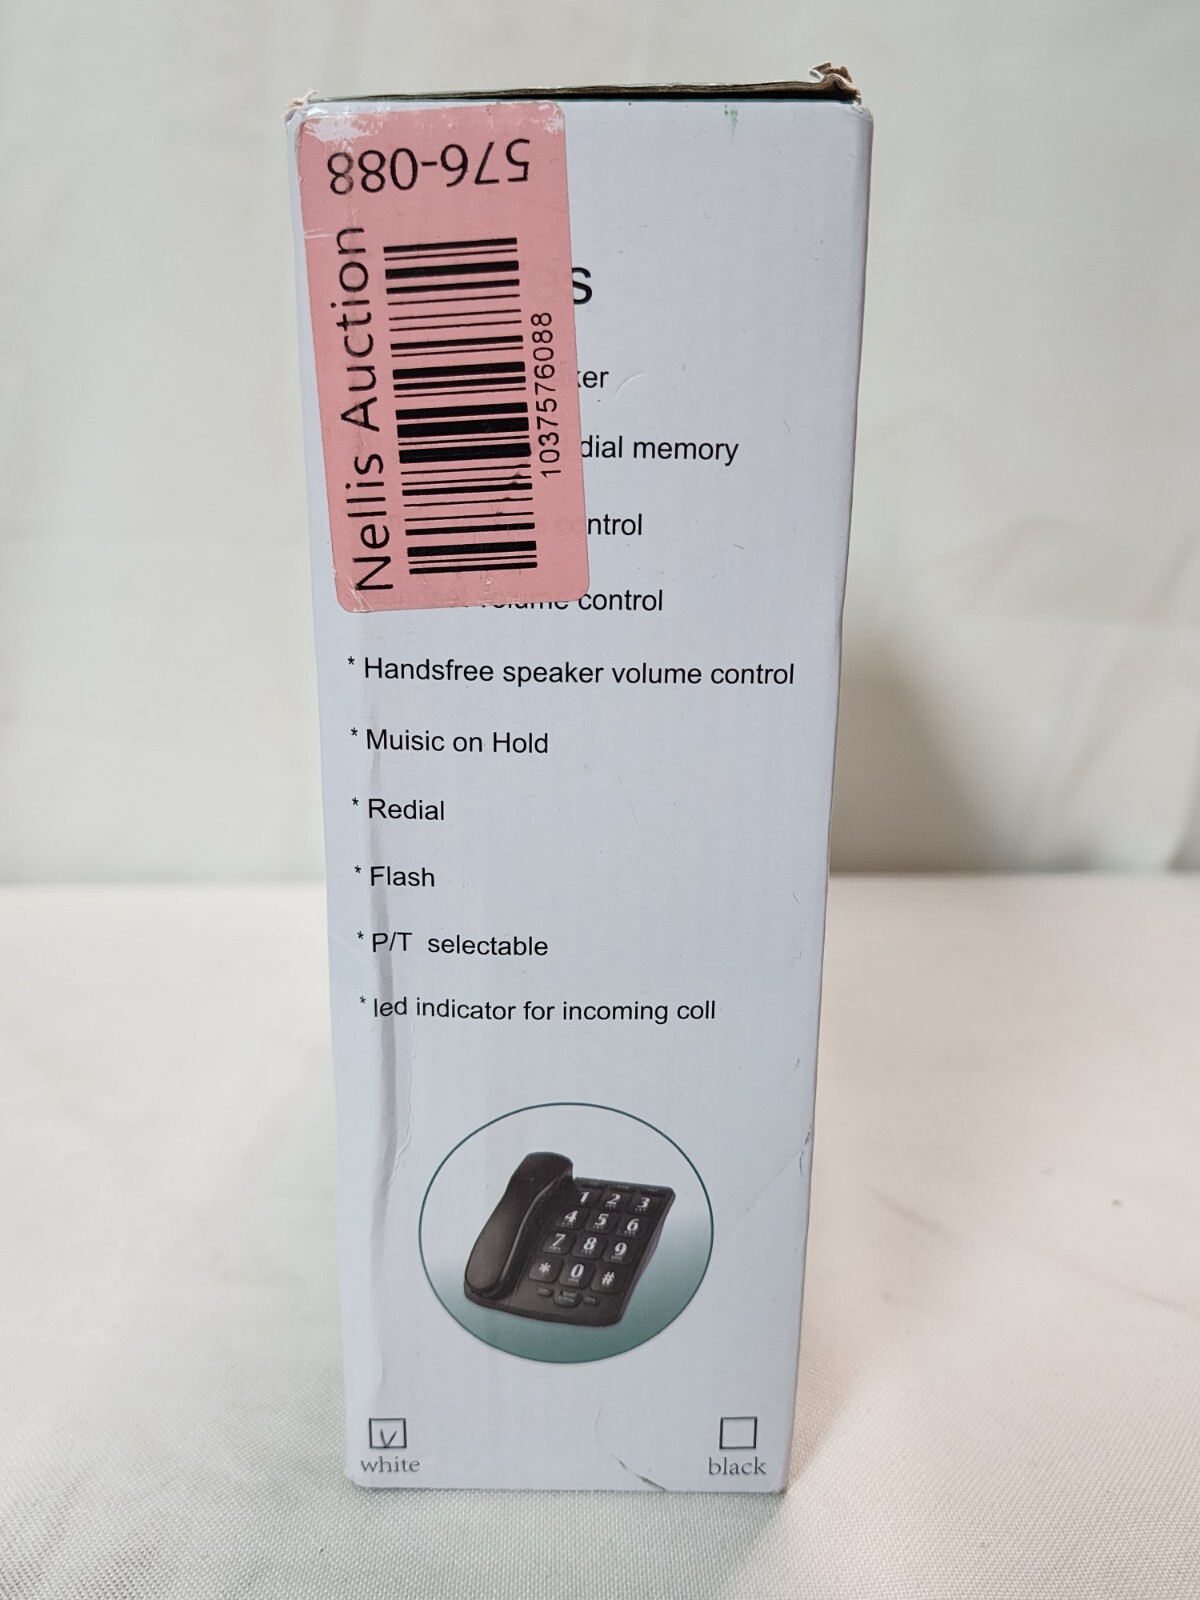 576-088
Nellis Auction
1037576088
s
ker
dial memory
ntrol
volume control
* Handsfree speaker volume control
* Muisic on Hold
* Redial
* Flash
* P/T selectable
* led indicator for incoming coll
1 2 3
4 5 6
7 8 9
* 0 #
white
black